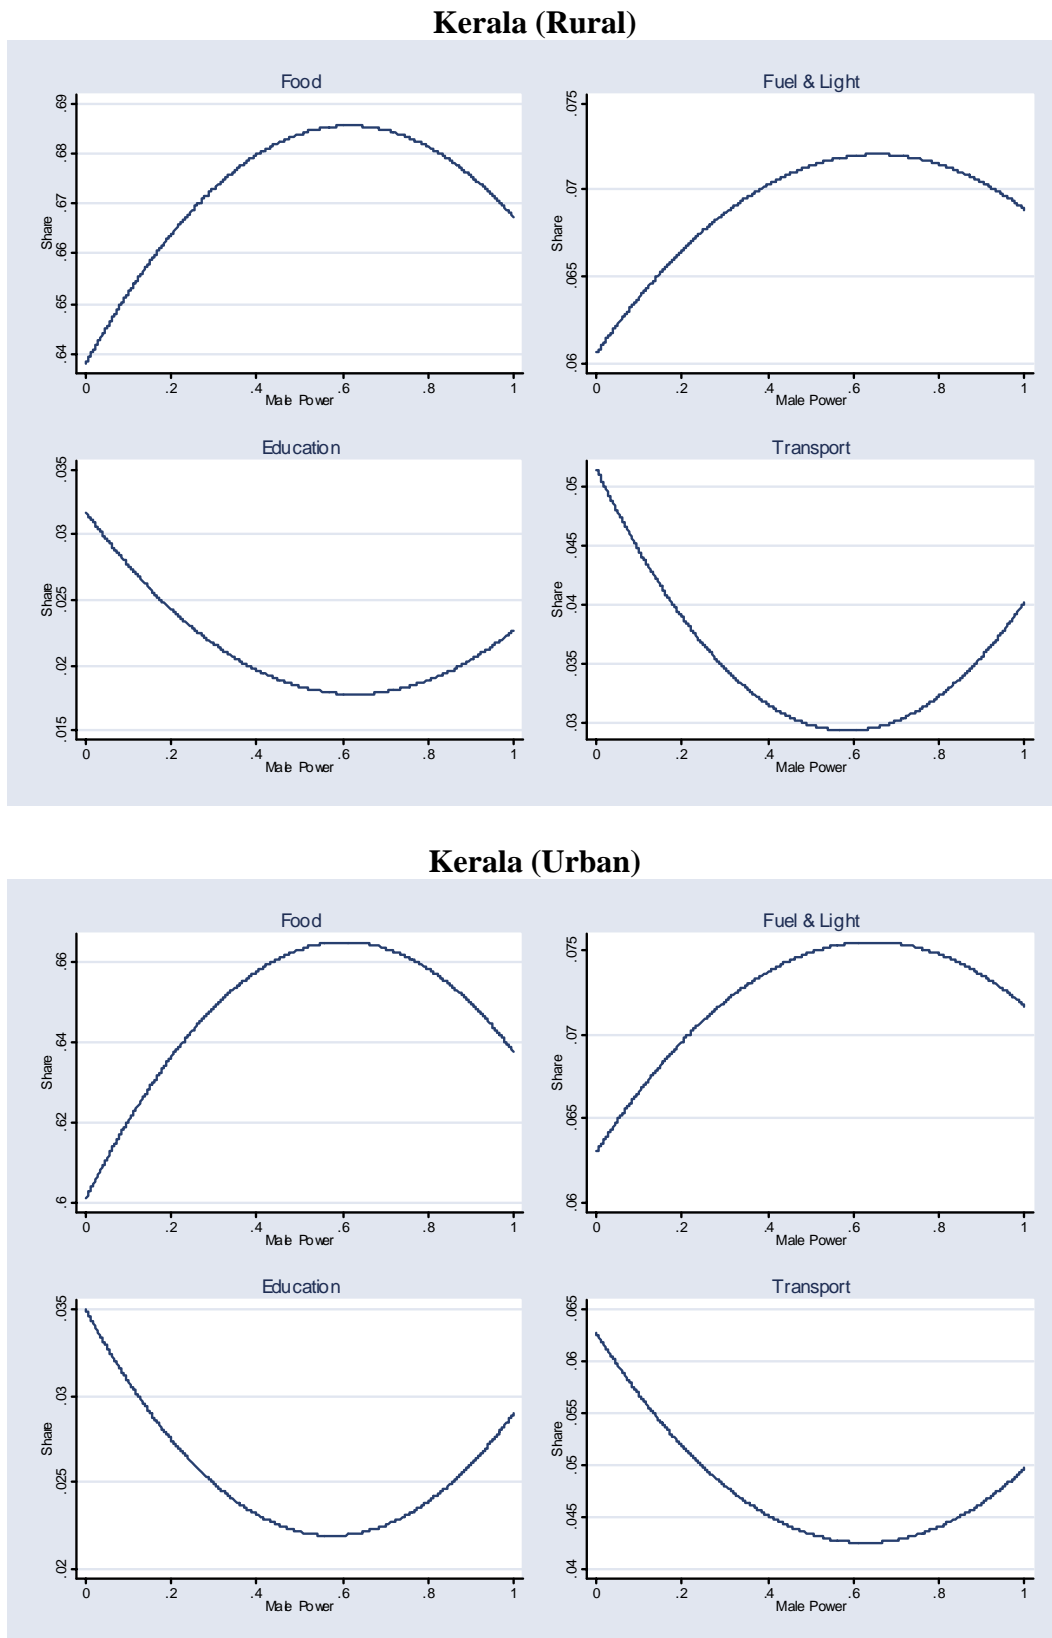 Kerala (Rural)
Food
Share
.69
.68
.67
.66
.65
.64
0 .2 .4 .6 .8 1
Male Power
Fuel & Light
Share
.075
.07
.065
.06
0 .2 .4 .6 .8 1
Male Power
Education
Share
.035
.03
.025
.02
.015
0 .2 .4 .6 .8 1
Male Power
Transport
Share
.05
.045
.04
.035
.03
0 .2 .4 .6 .8 1
Male Power
Kerala (Urban)
Food
Share
.66
.64
.62
.6
0 .2 .4 .6 .8 1
Male Power
Fuel & Light
Share
.075
.07
.065
.06
0 .2 .4 .6 .8 1
Male Power
Education
Share
.035
.03
.025
.02
0 .2 .4 .6 .8 1
Male Power
Transport
Share
.065
.06
.055
.05
.045
.04
0 .2 .4 .6 .8 1
Male Power